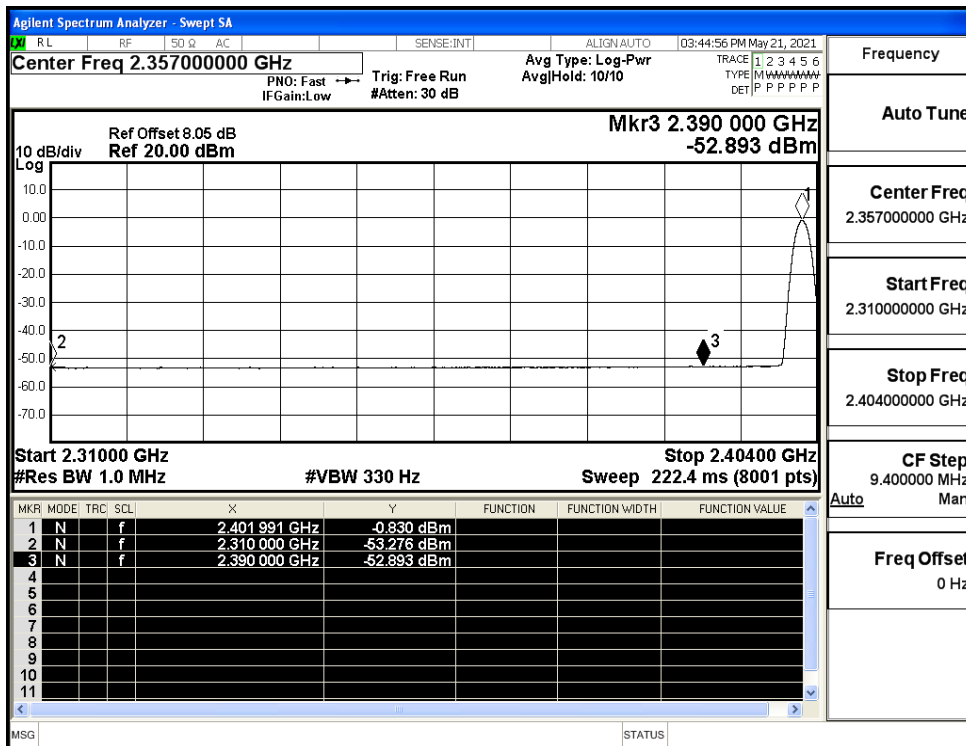 Agilent Spectrum Analyzer - Swept SA
LXI RL RF 50 Ω AC SENSE:INT ALIGN AUTO 03:44:56 PM May 21, 2021
Center Freq 2.357000000 GHz
PNO: Fast
IFGain:Low
Trig: Free Run
#Atten: 30 dB
Avg Type: Log-Pwr
Avg|Hold: 10/10
TRACE 1 2 3 4 5 6
TYPE M WWWWW
DET P P P P P P
Frequency
Auto Tune
Center Freq
2.357000000 GHz
Start Freq
2.310000000 GHz
Stop Freq
2.404000000 GHz
CF Step
9.400000 MHz
Auto Man
Freq Offset
0 Hz
Ref Offset 8.05 dB
10 dB/div Ref 20.00 dBm
Log
Mkr3 2.390 000 GHz
-52.893 dBm
10.0
0.00
-10.0
-20.0
-30.0
-40.0
-50.0
-60.0
-70.0
1
2
3
Start 2.31000 GHz Stop 2.40400 GHz
#Res BW 1.0 MHz #VBW 330 Hz Sweep 222.4 ms (8001 pts)
MKR MODE TRC SCL X Y FUNCTION FUNCTION WIDTH FUNCTION VALUE
1 N f 2.401 991 GHz -0.830 dBm
2 N f 2.310 000 GHz -53.276 dBm
3 N f 2.390 000 GHz -52.893 dBm
4
5
6
7
8
9
10
11
MSG STATUS